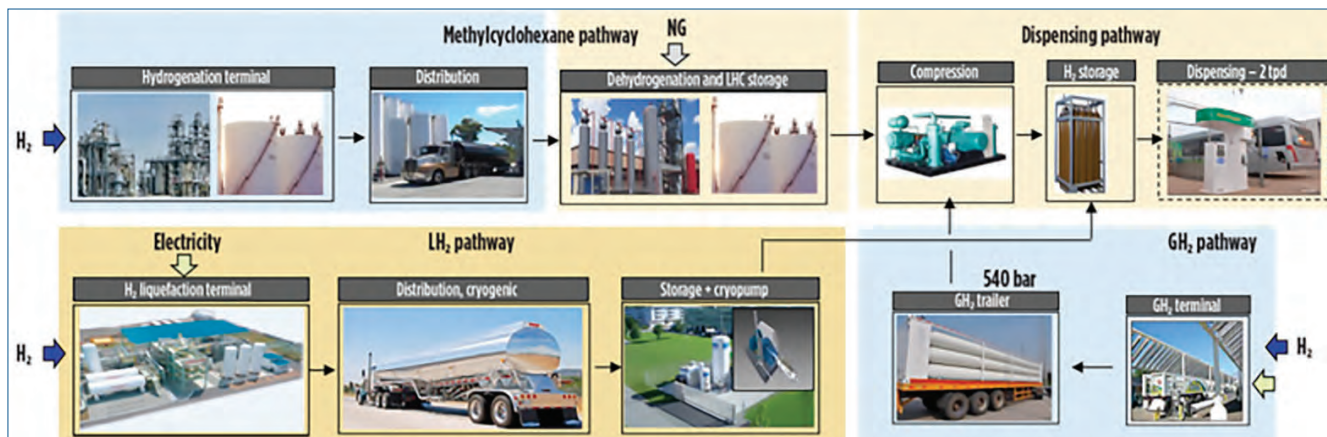 Methylcyclohexane pathway
NG
Dispensing pathway
Hydrogenation terminal
Distribution
Dehydrogenation and LHC storage
Compression
H₂ storage
Dispensing – 2 tpd
H₂
Electricity
LH₂ pathway
GH₂ pathway
540 bar
H₂ liquefaction terminal
Distribution, cryogenic
Storage + cryopump
GH₂ trailer
GH₂ terminal
H₂
H₂